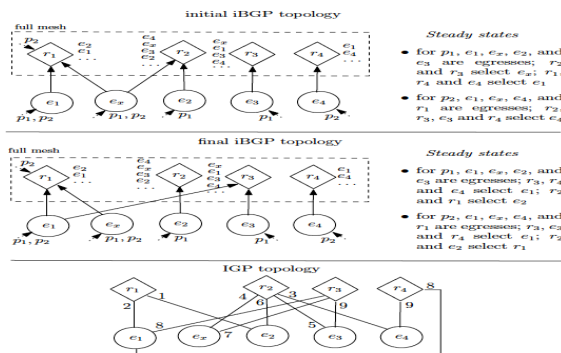 initial iBGP topology
full mesh
p2
r1
e2
e1
...
e4
ex
e3
e2
...
r2
ex
e1
e3
e4
r3
r4
e1
e4
...
e1
ex
e2
e3
e4
p1, p2
p1, p2
p1
p1
p2
Steady states
• for p1, e1, ex, e2, and
e3 are egresses; r2
and r3 select ex; r1,
r4 and e4 select e1
• for p2, e1, ex, e4, and
r1 are egresses; r2,
r3, e3 and r4 select e4
final iBGP topology
full mesh
p2
r1
e2
e1
...
e4
e3
e2
...
r2
ex
e1
e4
r3
r4
e1
e4
...
e1
ex
e2
e3
e4
p1, p2
p1, p2
p1
p1
p2
Steady states
• for p1, e1, ex, e2, and
e3 are egresses; r3, r4
and e4 select e1; r2
and r1 select e2
• for p2, e1, ex, e4, and
r1 are egresses; r3, e3
and r4 select e1; r2
and e2 select r1
IGP topology
r1
r2
r3
r4
8
2
1
4
6
3
9
9
8
7
5
e1
ex
e2
e3
e4